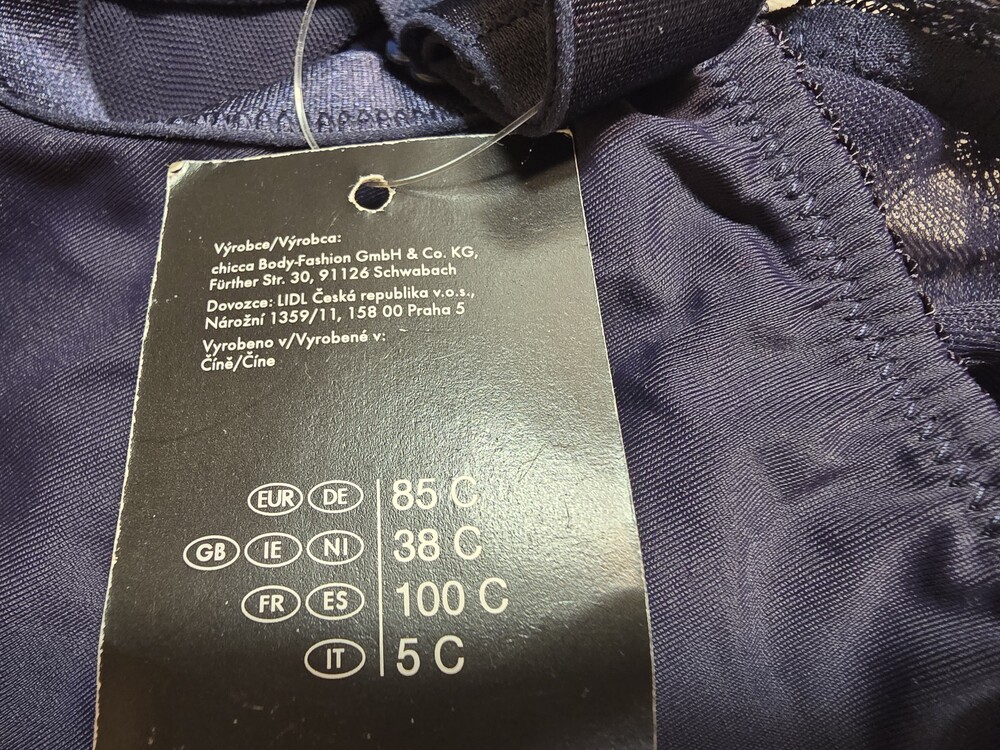 Výrobce/Výrobca:
chicca Body-Fashion GmbH & Co. KG,
Fürther Str. 30, 91126 Schwabach
Dovozce: LIDL Česká republika v.o.s.,
Nárožní 1359/11, 158 00 Praha 5
Vyrobeno v/Vyrobené v:
Číně/Číne
EUR DE 85 C
GB IE NI 38 C
FR ES 100 C
IT 5 C